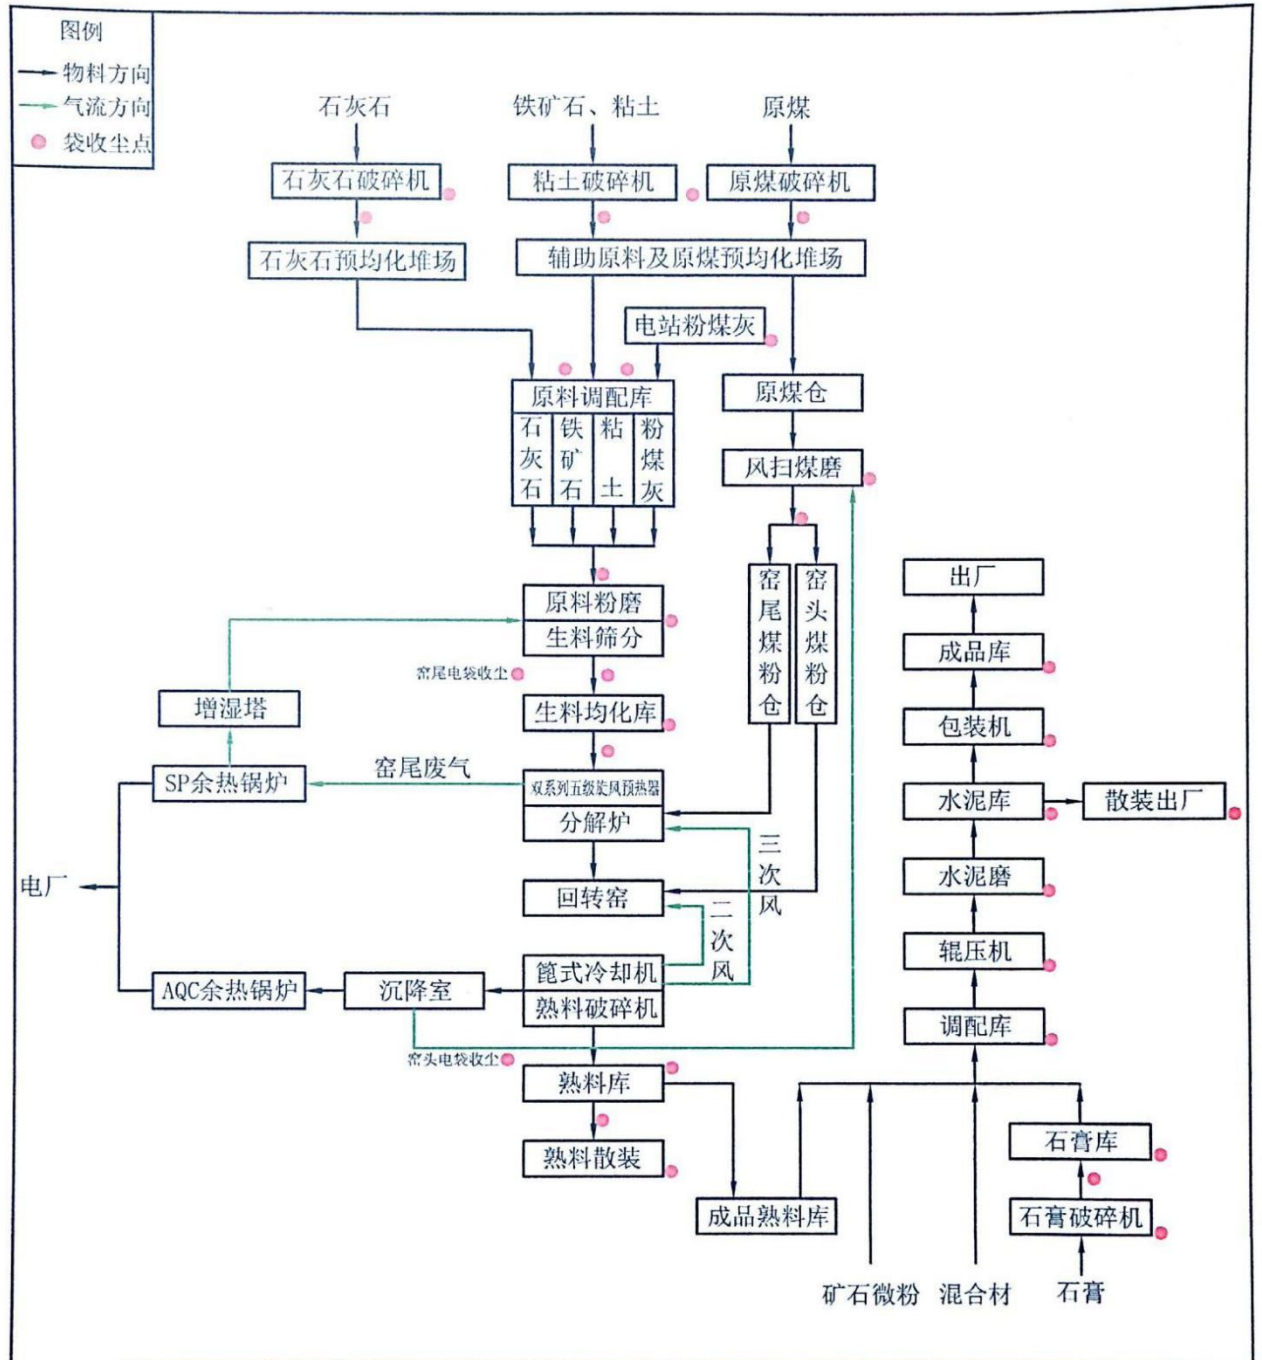 图例
物料方向
气流方向
袋收尘点
石灰石
铁矿石、粘土
原煤
石灰石破碎机
粘土破碎机
原煤破碎机
石灰石预均化堆场
辅助原料及原煤预均化堆场
电站粉煤灰
原料调配库
石灰石
铁矿石
粘土
粉煤灰
原煤仓
风扫煤磨
窑尾煤粉仓
窑头煤粉仓
原料粉磨
生料筛分
窑尾电袋收尘
生料均化库
增湿塔
SP余热锅炉
窑尾废气
双系列五级旋风预热器
分解炉
三次风
回转窑
二次风
电厂
AQC余热锅炉
沉降室
篦式冷却机
熟料破碎机
窑头电袋收尘
熟料库
熟料散装
成品熟料库
出厂
成品库
包装机
水泥库
散装出厂
水泥磨
辊压机
调配库
石膏库
石膏破碎机
矿石微粉
混合材
石膏